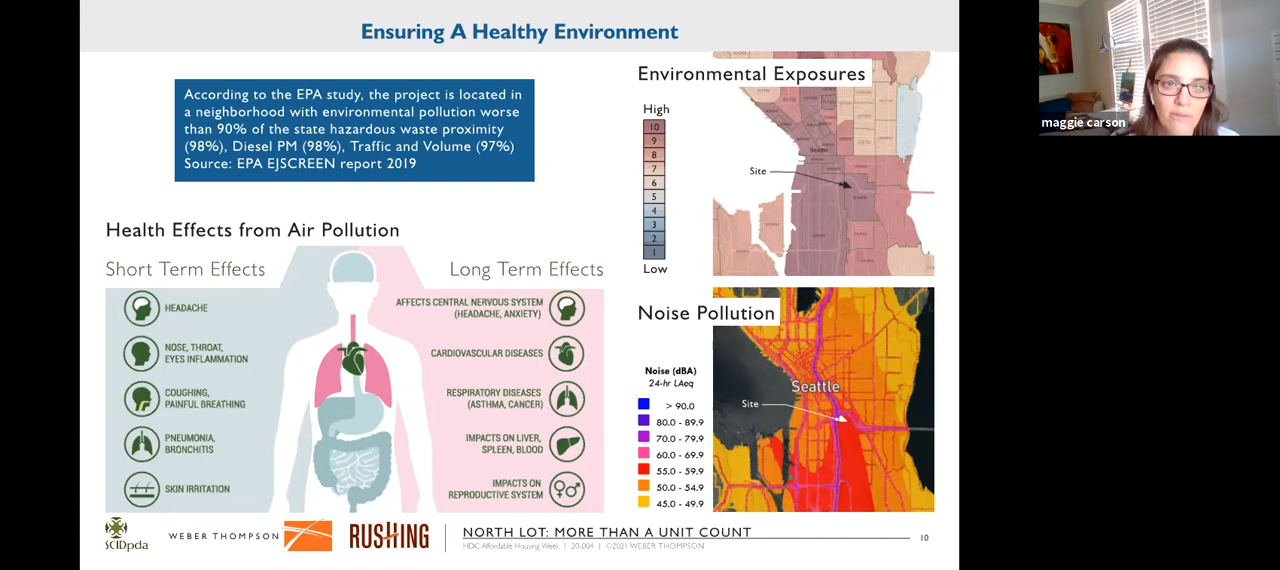 Ensuring A Healthy Environment
According to the EPA study, the project is located in
a neighborhood with environmental pollution worse
than 90% of the state hazardous waste proximity
(98%), Diesel PM (98%), Traffic and Volume (97%)
Source: EPA EJSCREEN report 2019
Health Effects from Air Pollution
Short Term Effects
HEADACHE
NOSE, THROAT,
EYES INFLAMMATION
COUGHING,
PAINFUL BREATHING
PNEUMONIA,
BRONCHITIS
SKIN IRRITATION
Long Term Effects
AFFECTS CENTRAL NERVOUS SYSTEM
(HEADACHE, ANXIETY)
CARDIOVASCULAR DISEASES
RESPIRATORY DISEASES
(ASTHMA, CANCER)
IMPACTS ON LIVER,
SPLEEN, BLOOD
IMPACTS ON
REPRODUCTIVE SYSTEM
Environmental Exposures
High
10
9
8
7
6
5
4
3
2
1
Low
Seattle
Site
Noise Pollution
Noise (dBA)
24-hr LAeq
> 90.0
80.0 - 89.9
70.0 - 79.9
60.0 - 69.9
55.0 - 59.9
50.0 - 54.9
45.0 - 49.9
Seattle
Site
SCIDpda
WEBER THOMPSON
RUSHING
NORTH LOT: MORE THAN A UNIT COUNT
HDC Affordable Housing Week | 20-004 | ©2021 WEBER THOMPSON
10
maggie carson